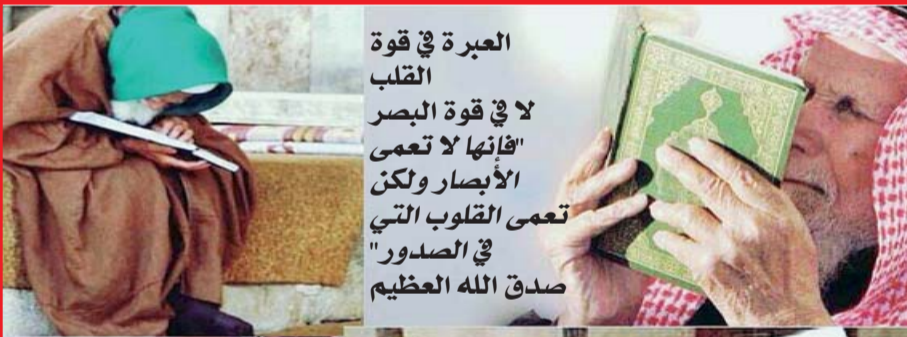 العبرة في قوة
القلب
لا في قوة البصر
"فإنها لا تعمى
الأبصار ولكن
تعمى القلوب التي
في الصدور"
صدق الله العظيم